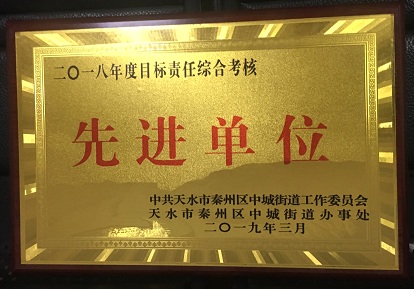 二〇一八年度目标责任综合考核
先进单位
中共天水市秦州区中城街道工作委员会
天水市秦州区中城街道办事处
二〇一九年三月